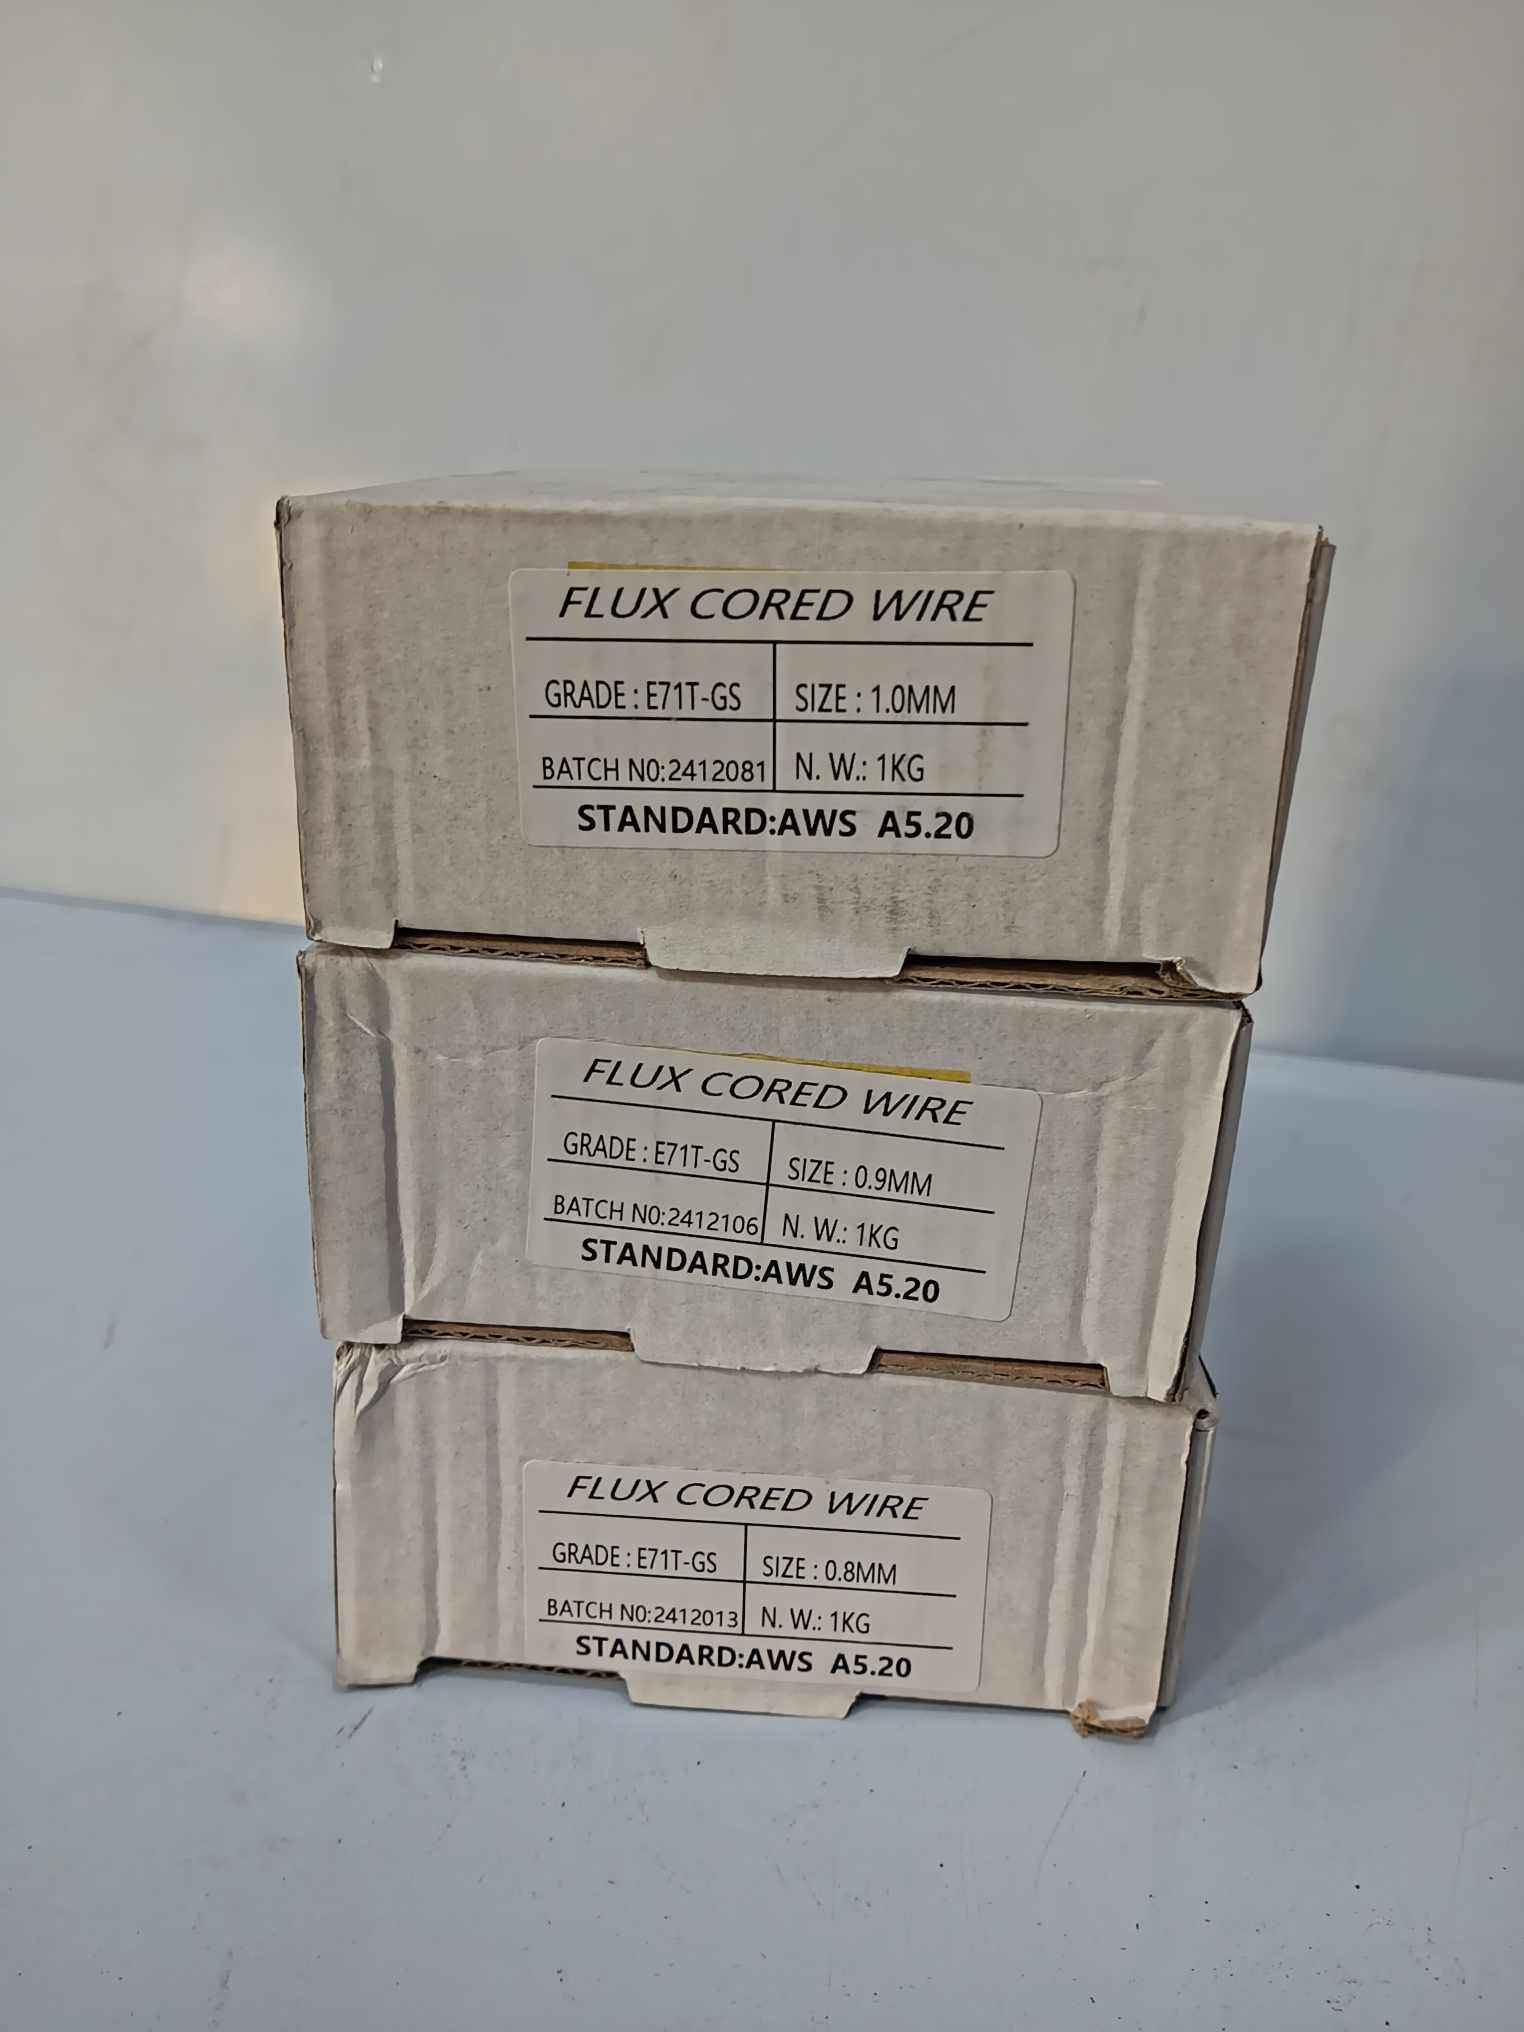 FLUX CORED WIRE
GRADE : E71T-GS SIZE : 1.0MM
BATCH N0:2412081 N. W.: 1KG
STANDARD:AWS A5.20
FLUX CORED WIRE
GRADE : E71T-GS SIZE : 0.9MM
BATCH N0:2412106 N. W.: 1KG
STANDARD:AWS A5.20
FLUX CORED WIRE
GRADE : E71T-GS SIZE : 0.8MM
BATCH N0:2412013 N. W.: 1KG
STANDARD:AWS A5.20